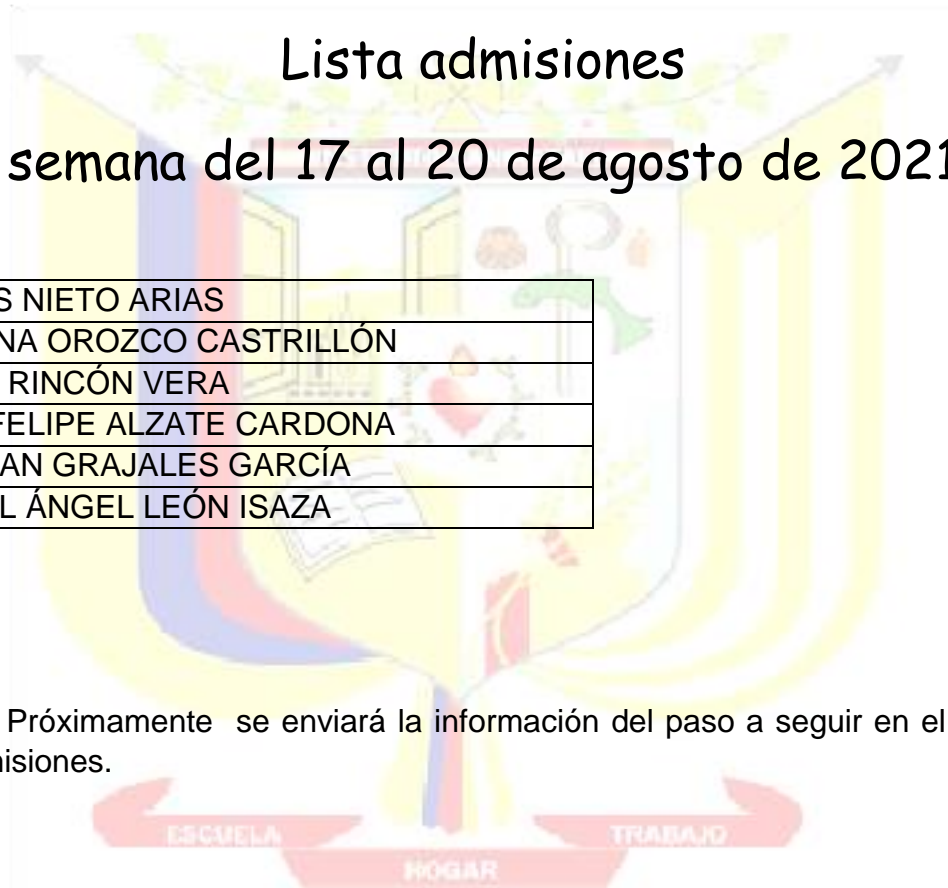 Lista admisiones
semana del 17 al 20 de agosto de 2021
S NIETO ARIAS
NA OROZCO CASTRILLÓN
RINCÓN VERA
FELIPE ALZATE CARDONA
AN GRAJALES GARCÍA
L ÁNGEL LEÓN ISAZA
Próximamente se enviará la información del paso a seguir en el
isiones.
ESCUELA
TRABAJO
HOGAR